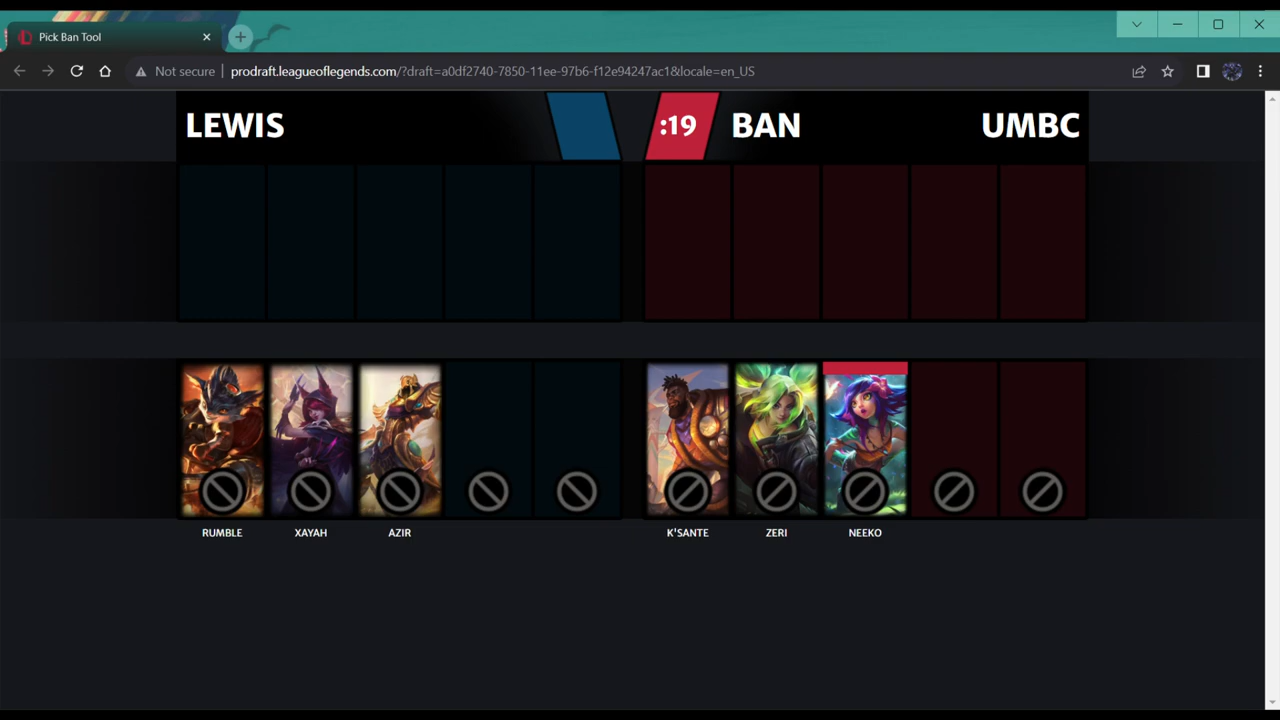 Pick Ban Tool
Not secure | prodraft.leagueoflegends.com/?draft=a0df2740-7850-11ee-97b6-f12e94247ac1&locale=en_US
LEWIS :19 BAN UMBC
RUMBLE XAYAH AZIR K'SANTE ZERI NEEKO